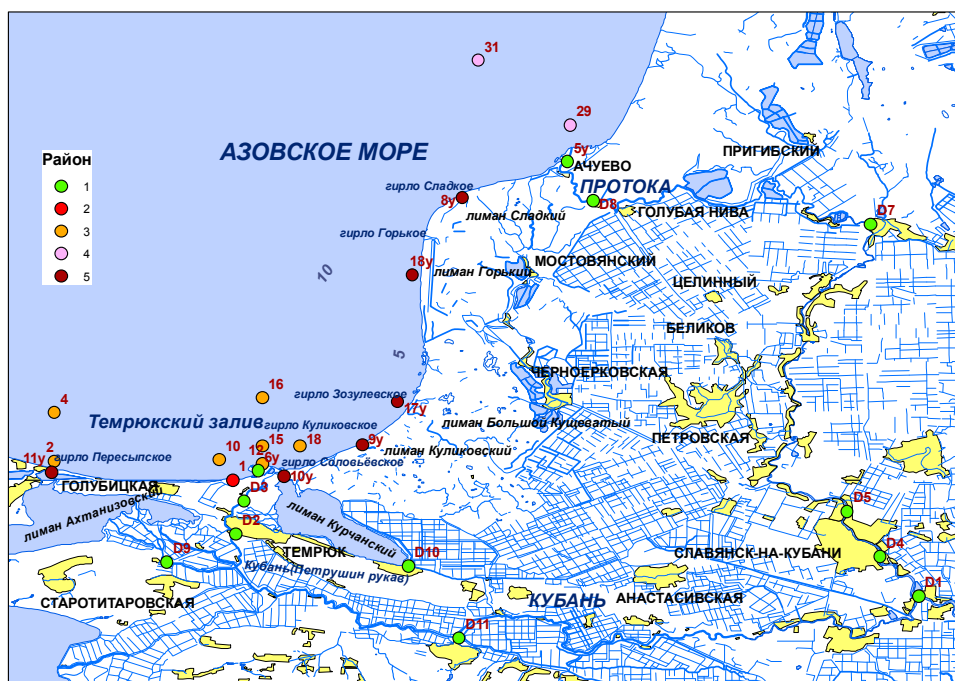 31
29
5у
АЧУЕВО
ПРИГИБСКИЙ
АЗОВСКОЕ МОРЕ
Район
1
2
3
4
5
гирло Сладкое
8у
ПРОТОКА
D8
лиман Сладкий
ГОЛУБАЯ НИВА
D7
гирло Горькое
18у
лиман Горький
МОСТОВЯНСКИЙ
10
ЦЕЛИННЫЙ
БЕЛИКОВ
5
ЧЕРНОЕРКОВСКАЯ
16
гирло Зозулевское
4
17у
Темрюкский залив
гирло Куликовское
лиман Большой Кущеватый
ПЕТРОВСКАЯ
2
10
15
18
9у
лиман Куликовский
11у
гирло Пересыпское
12
6у
гирло Соловьёвское
1
10у
ГОЛУБИЦКАЯ
D3
лиман Ахтанизовский
лиман Курчанский
D5
D2
D9
ТЕМРЮК
D10
СЛАВЯНСК-НА-КУБАНИ
D4
Кубань(Петрушин рукав)
D1
СТАРОТИТАРОВСКАЯ
КУБАНЬ
АНАСТАСИВСКАЯ
D11